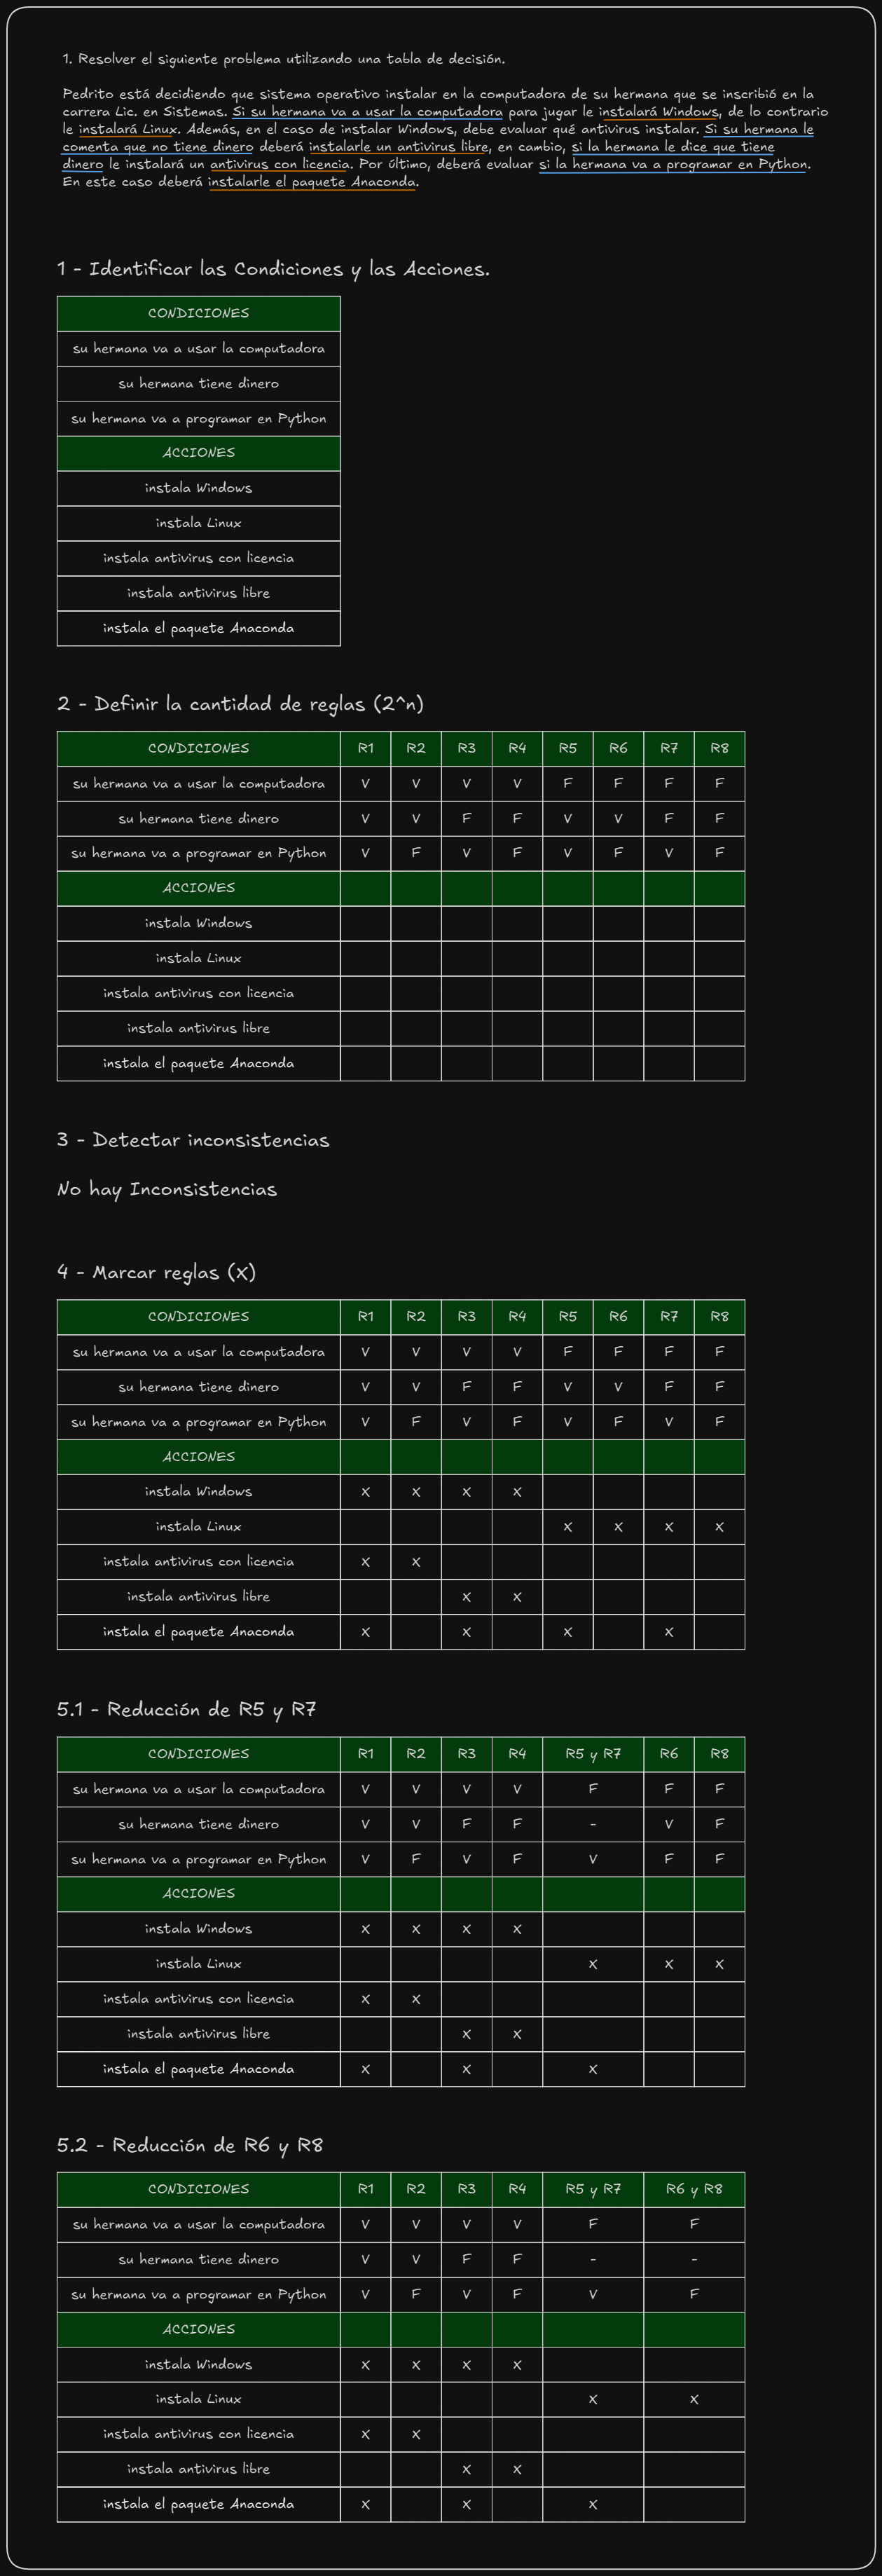 1. Resolver el siguiente problema utilizando una tabla de decisión.
Pedrito está decidiendo que sistema operativo instalar en la computadora de su hermana que se inscribió en la
carrera Lic. en Sistemas. Si su hermana va a usar la computadora para jugar le instalará Windows, de lo contrario
le instalará Linux. Además, en el caso de instalar Windows, debe evaluar qué antivirus instalar. Si su hermana le
comenta que no tiene dinero deberá instalarle un antivirus libre, en cambio, si la hermana le dice que tiene
dinero le instalará un antivirus con licencia. Por último, deberá evaluar si la hermana va a programar en Python.
En este caso deberá instalarle el paquete Anaconda.
1 - Identificar las Condiciones y las Acciones.
CONDICIONES
su hermana va a usar la computadora
su hermana tiene dinero
su hermana va a programar en Python
ACCIONES
instala Windows
instala Linux
instala antivirus con licencia
instala antivirus libre
instala el paquete Anaconda
2 - Definir la cantidad de reglas (2^n)
CONDICIONES R1 R2 R3 R4 R5 R6 R7 R8
su hermana va a usar la computadora V V V V F F F F
su hermana tiene dinero V V F F V V F F
su hermana va a programar en Python V F V F V F V F
ACCIONES
instala Windows
instala Linux
instala antivirus con licencia
instala antivirus libre
instala el paquete Anaconda
3 - Detectar inconsistencias
No hay Inconsistencias
4 - Marcar reglas (X)
CONDICIONES R1 R2 R3 R4 R5 R6 R7 R8
su hermana va a usar la computadora V V V V F F F F
su hermana tiene dinero V V F F V V F F
su hermana va a programar en Python V F V F V F V F
ACCIONES
instala Windows X X X X
instala Linux X X X X
instala antivirus con licencia X X
instala antivirus libre X X
instala el paquete Anaconda X X X X
5.1 - Reducción de R5 y R7
CONDICIONES R1 R2 R3 R4 R5 y R7 R6 R8
su hermana va a usar la computadora V V V V F F F
su hermana tiene dinero V V F F - V F
su hermana va a programar en Python V F V F V F F
ACCIONES
instala Windows X X X X
instala Linux X X X
instala antivirus con licencia X X
instala antivirus libre X X
instala el paquete Anaconda X X X
5.2 - Reducción de R6 y R8
CONDICIONES R1 R2 R3 R4 R5 y R7 R6 y R8
su hermana va a usar la computadora V V V V F F
su hermana tiene dinero V V F F - -
su hermana va a programar en Python V F V F V F
ACCIONES
instala Windows X X X X
instala Linux X X
instala antivirus con licencia X X
instala antivirus libre X X
instala el paquete Anaconda X X X